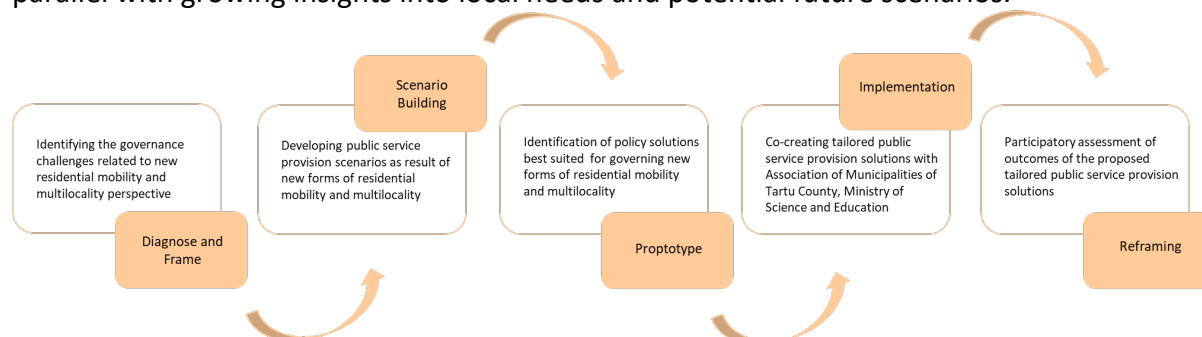 parallel with growing insights into local needs and potential future scenarios.
Identifying the governance
challenges related to new
residential mobility and
multilocality perspective
Diagnose and
Frame
Scenario
Building
Developing public service
provision scenarios as result of
new forms of residential
mobility and multilocality
Identification of policy solutions
best suited for governing new
forms of residential mobility
and multilocality
Proptotype
Implementation
Co-creating tailored public
service provision solutions with
Association of Municipalities of
Tartu County, Ministry of
Science and Education
Participatory assessment of
outcomes of the proposed
tailored public service provision
solutions
Reframing